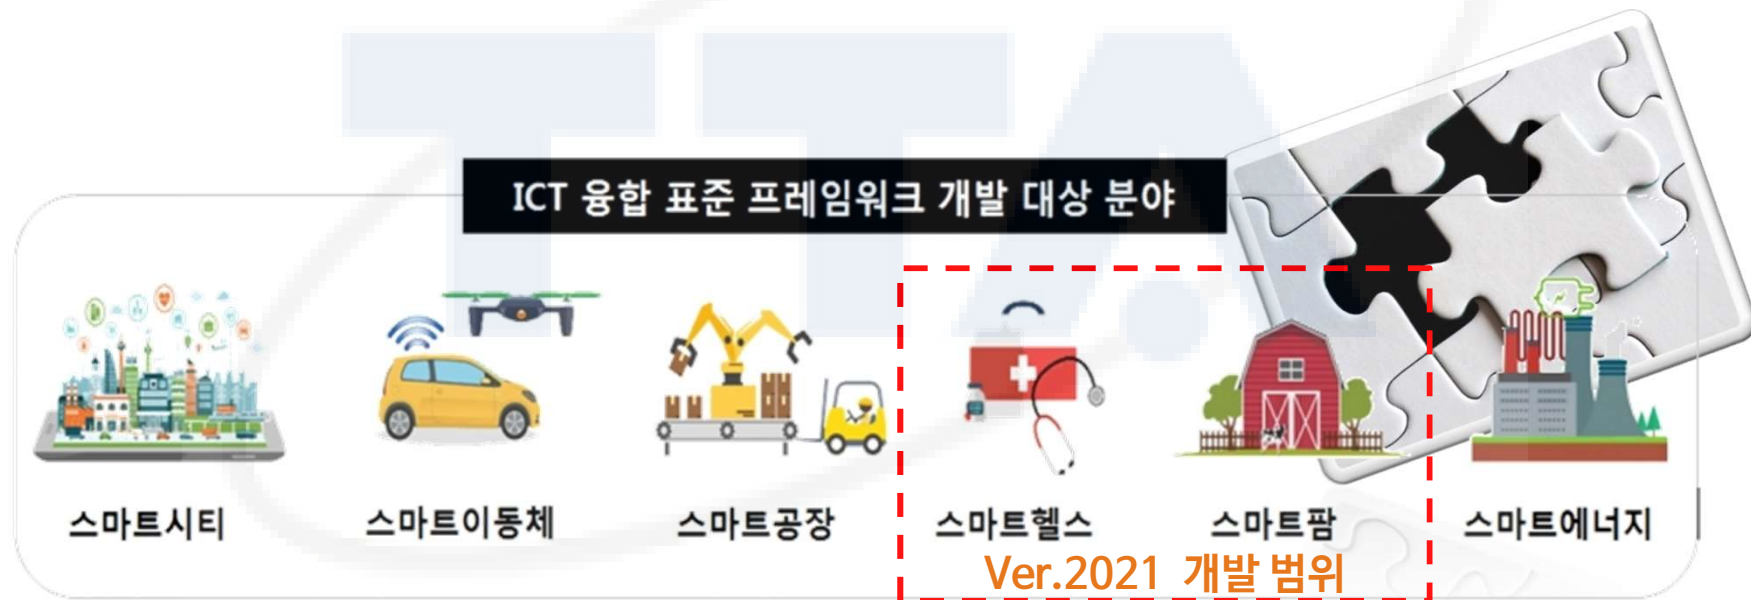 TTA
ICT 융합 표준 프레임워크 개발 대상 분야
스마트시티
스마트이동체
스마트공장
스마트헬스
스마트팜
스마트에너지
Ver.2021 개발 범위